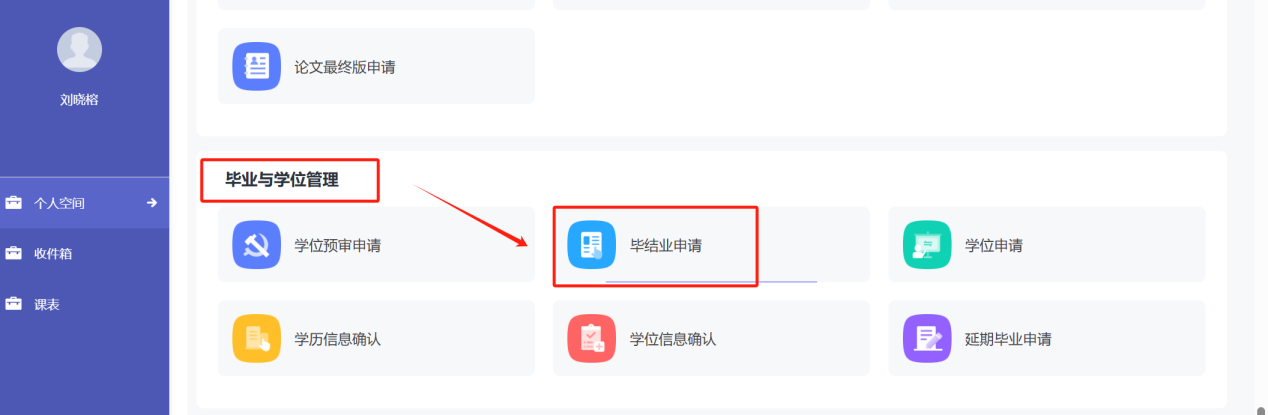 刘晓榕
个人空间
收件箱
课表
论文最终版申请
毕业与学位管理
学位预审申请
毕结业申请
学位申请
学历信息确认
学位信息确认
延期毕业申请